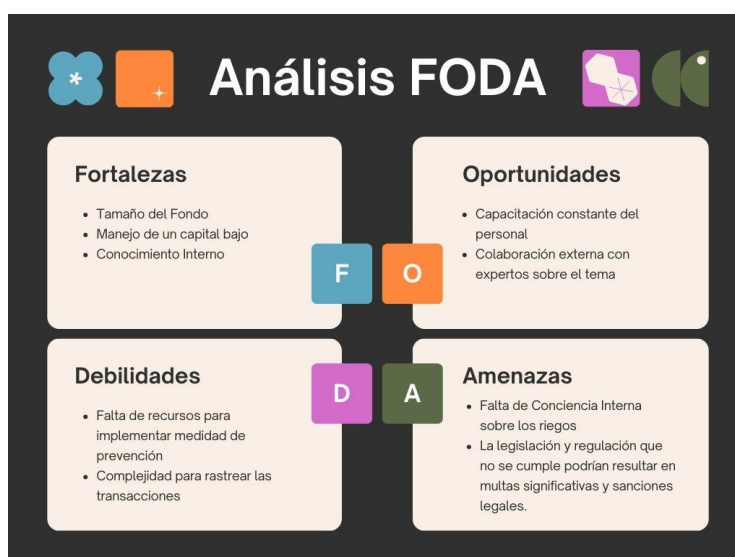 Análisis FODA
Fortalezas
• Tamaño del Fondo
• Manejo de un capital bajo
• Conocimiento Interno
Oportunidades
• Capacitación constante del
personal
• Colaboración externa con
expertos sobre el tema
F
O
Debilidades
• Falta de recursos para
implementar medidad de
prevención
• Complejidad para rastrear las
transacciones
D
A
Amenazas
• Falta de Conciencia Interna
sobre los riegos
• La legislación y regulación que
no se cumple podrían resultar en
multas significativas y sanciones
legales.